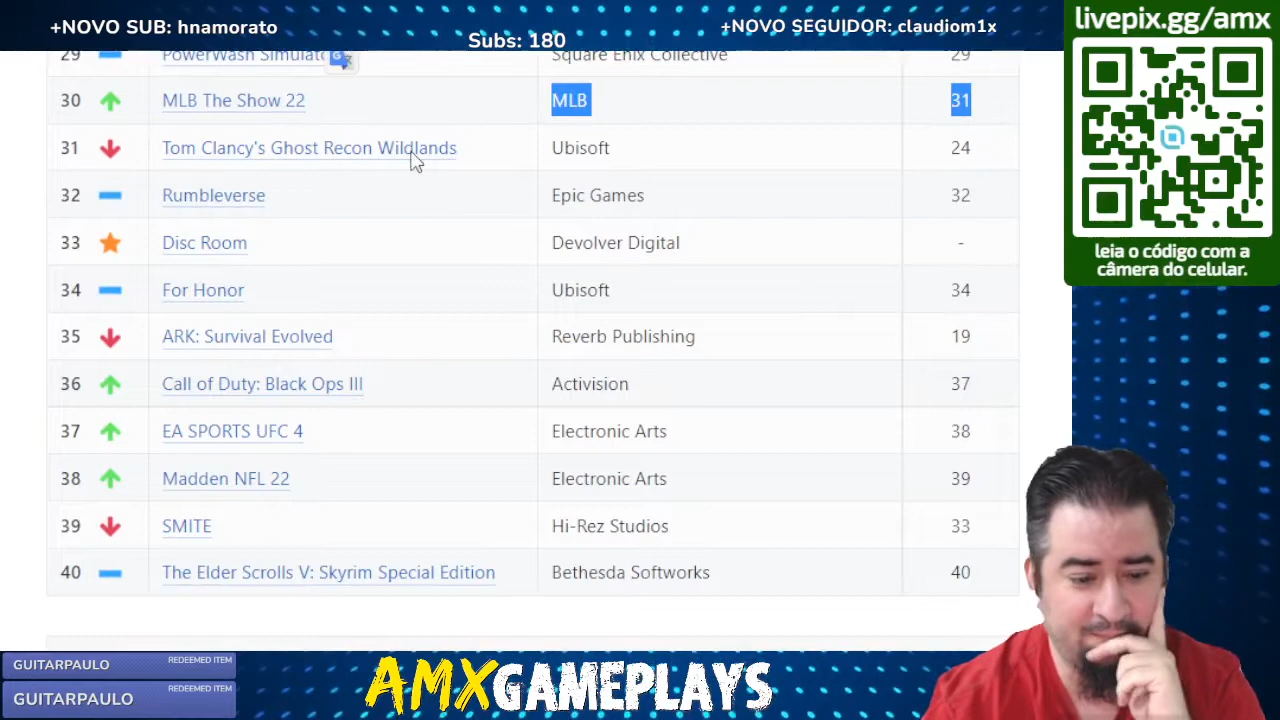 +NOVO SUB: hnamorato
Subs: 180
+NOVO SEGUIDOR: claudiom1x
livepix.gg/amx
leia o código com a
câmera do celular.
29 PowerWash Simulato Square Enix Collective 29
30 MLB The Show 22 MLB 31
31 Tom Clancy's Ghost Recon Wildlands Ubisoft 24
32 Rumbleverse Epic Games 32
33 Disc Room Devolver Digital -
34 For Honor Ubisoft 34
35 ARK: Survival Evolved Reverb Publishing 19
36 Call of Duty: Black Ops III Activision 37
37 EA SPORTS UFC 4 Electronic Arts 38
38 Madden NFL 22 Electronic Arts 39
39 SMITE Hi-Rez Studios 33
40 The Elder Scrolls V: Skyrim Special Edition Bethesda Softworks 40
GUITARPAULO REDEEMED ITEM
GUITARPAULO REDEEMED ITEM
AMXGAMEPLAYS